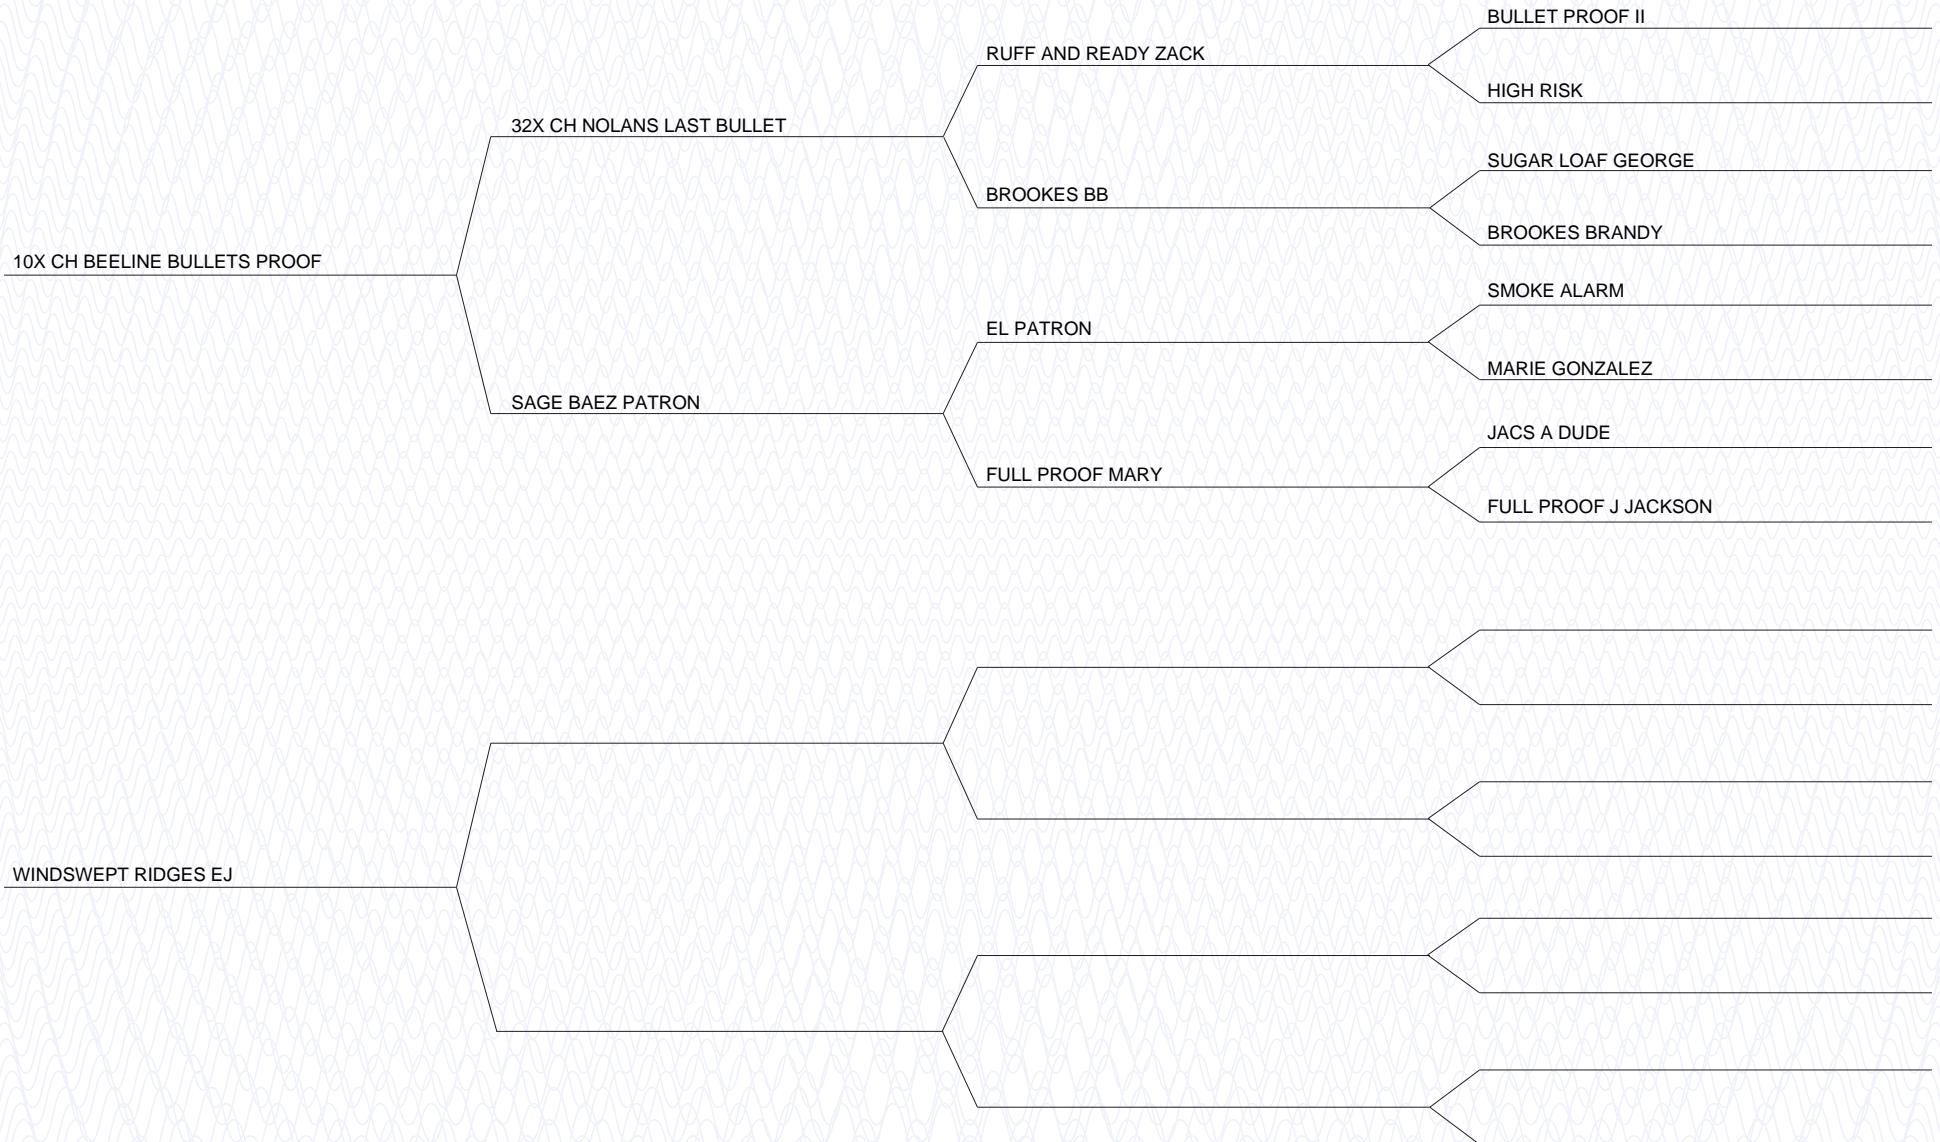 BULLET PROOF II
RUFF AND READY ZACK
HIGH RISK
32X CH NOLANS LAST BULLET
SUGAR LOAF GEORGE
BROOKES BB
BROOKES BRANDY
10X CH BEELINE BULLETS PROOF
SMOKE ALARM
EL PATRON
MARIE GONZALEZ
SAGE BAEZ PATRON
JACS A DUDE
FULL PROOF MARY
FULL PROOF J JACKSON
WINDSWEPT RIDGES EJ